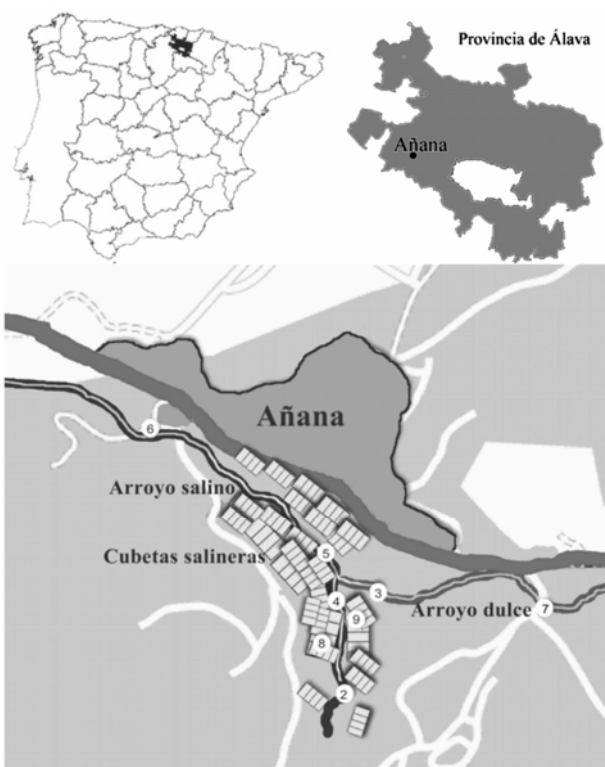 Provincia de Álava
Añana
Añana
6
Arroyo salino
Cubetas salineras
5
3
4
9
Arroyo dulce
7
8
2